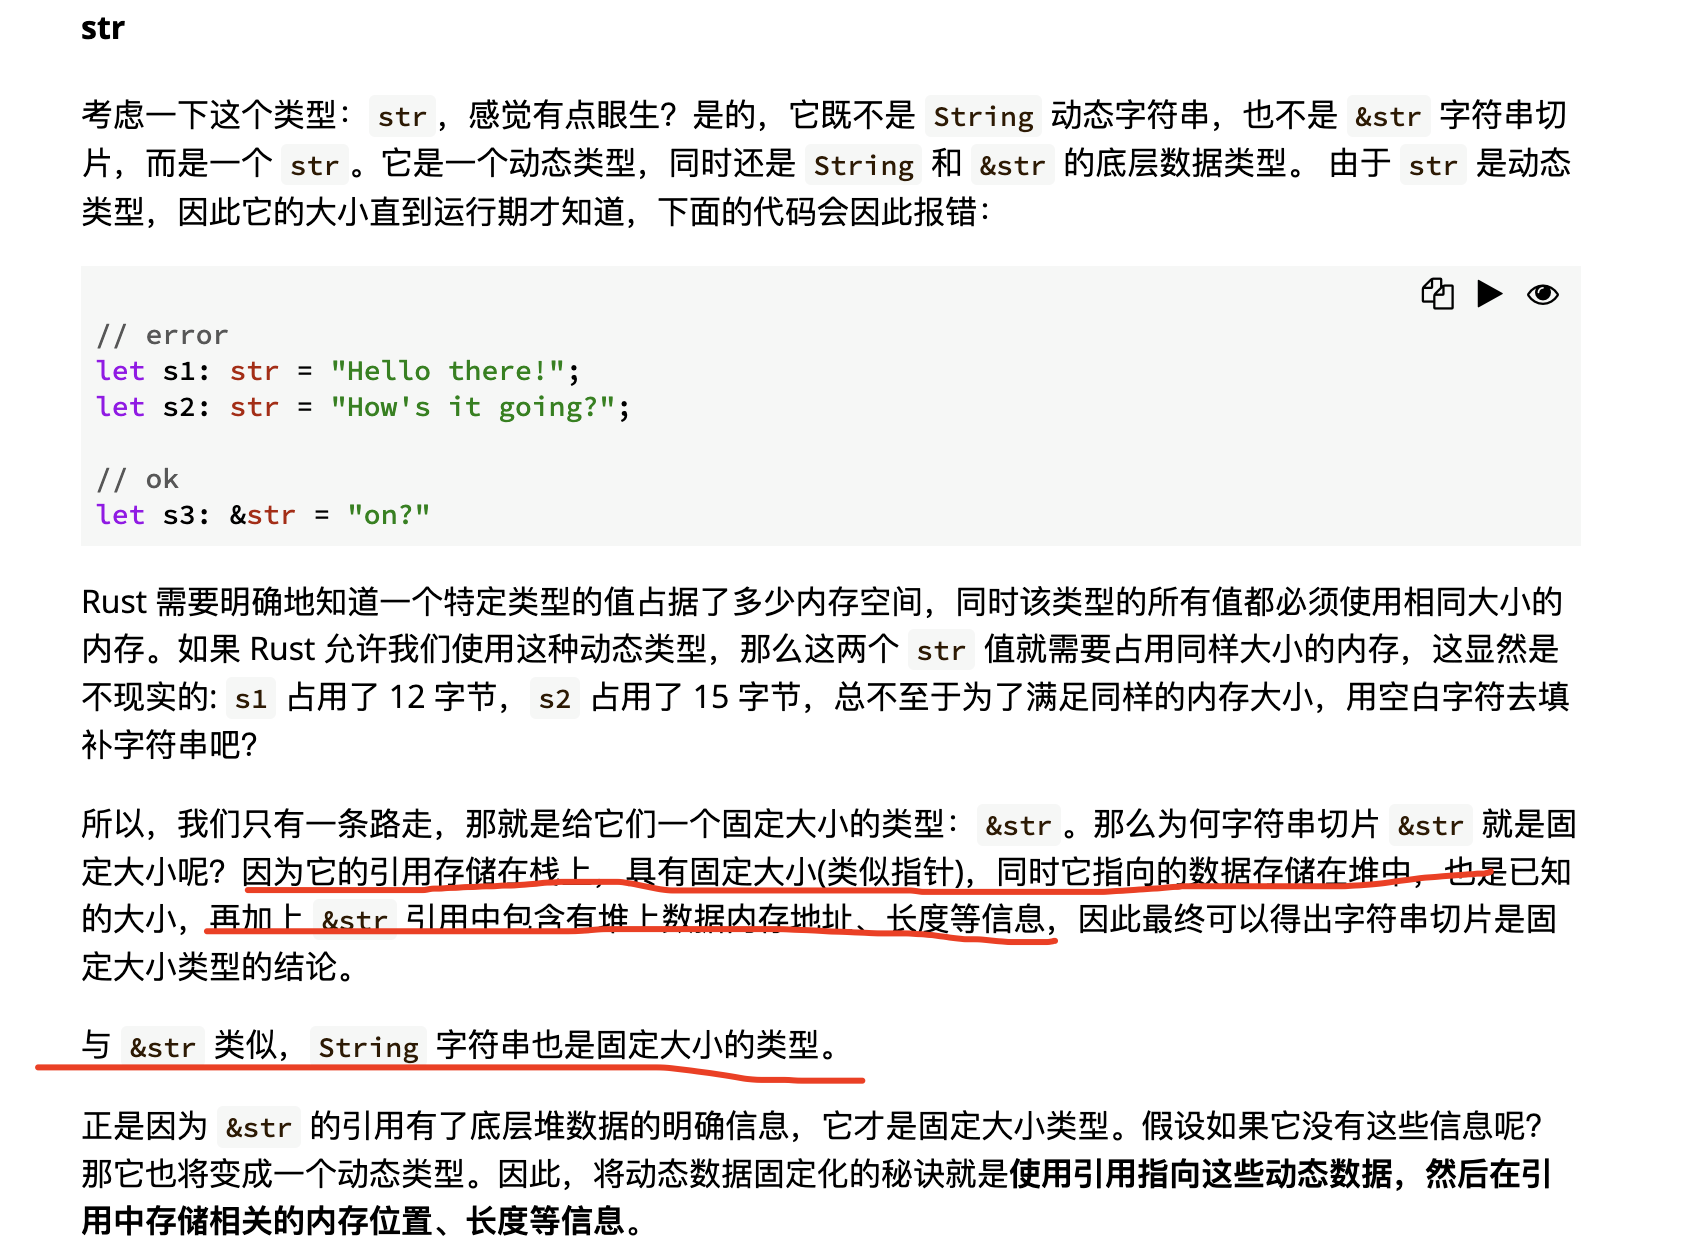 str
考虑一下这个类型： str ，感觉有点眼生？是的，它既不是 String 动态字符串，也不是 &str 字符串切
片，而是一个 str 。它是一个动态类型，同时还是 String 和 &str 的底层数据类型。 由于 str 是动态
类型，因此它的大小直到运行期才知道，下面的代码会因此报错：
// error
let s1: str = "Hello there!";
let s2: str = "How's it going?";
// ok
let s3: &str = "on?"
Rust 需要明确地知道一个特定类型的值占据了多少内存空间，同时该类型的所有值都必须使用相同大小的
内存。如果 Rust 允许我们使用这种动态类型，那么这两个 str 值就需要占用同样大小的内存，这显然是
不现实的: s1 占用了 12 字节， s2 占用了 15 字节，总不至于为了满足同样的内存大小，用空白字符去填
补字符串吧？
所以，我们只有一条路走，那就是给它们一个固定大小的类型： &str 。那么为何字符串切片 &str 就是固
定大小呢？因为它的引用存储在栈上，具有固定大小(类似指针)，同时它指向的数据存储在堆中，也是已知
的大小，再加上 &str 引用中包含有堆上数据内存地址、长度等信息，因此最终可以得出字符串切片是固
定大小类型的结论。
与 &str 类似， String 字符串也是固定大小的类型。
正是因为 &str 的引用有了底层堆数据的明确信息，它才是固定大小类型。假设如果它没有这些信息呢？
那它也将变成一个动态类型。因此，将动态数据固定化的秘诀就是使用引用指向这些动态数据，然后在引
用中存储相关的内存位置、长度等信息。